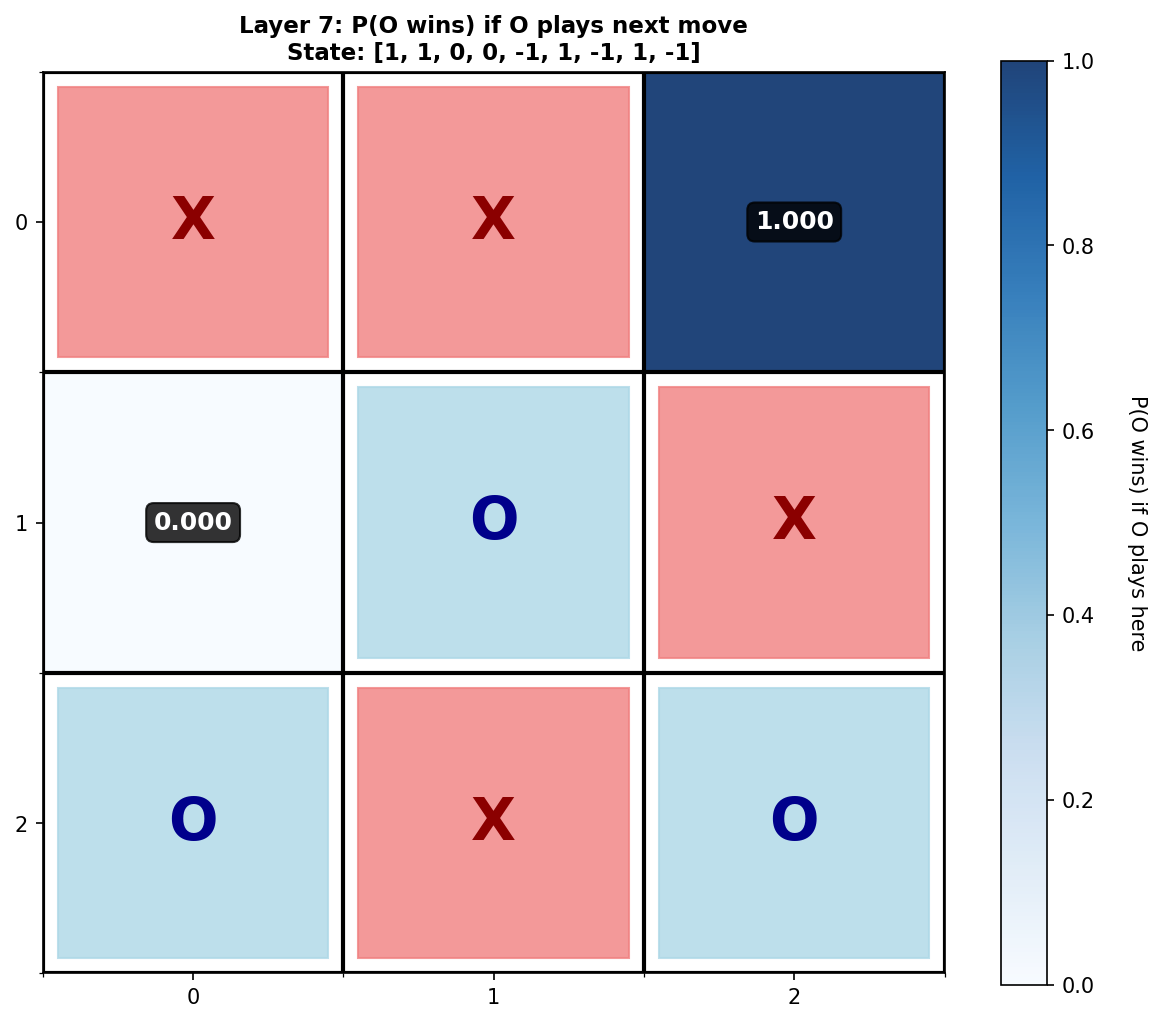 Layer 7: P(O wins) if O plays next move
State: [1, 1, 0, 0, -1, 1, -1, 1, -1]
0
X
X
1.000
1
0.000
O
X
2
O
X
O
0
1
2
1.0
0.8
0.6
0.4
0.2
0.0
P(O wins) if O plays here